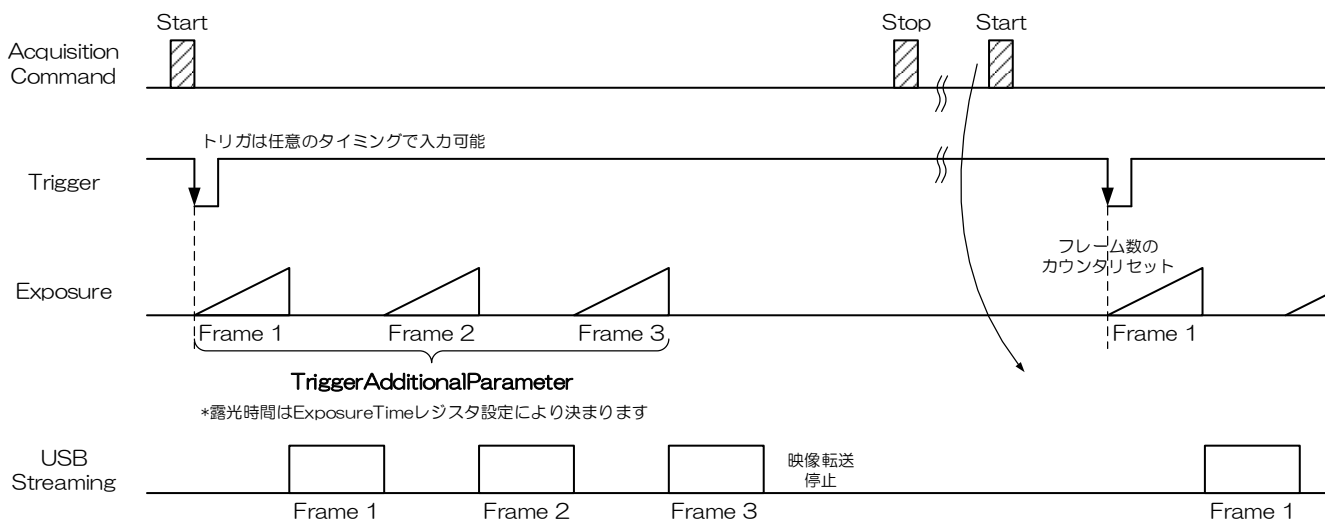 Start
Stop
Start
Acquisition
Command
トリガは任意のタイミングで入力可能
Trigger
フレーム数の
カウンタリセット
Exposure
Frame 1
Frame 2
Frame 3
Frame 1
TriggerAdditionalParameter
*露光時間はExposureTimeレジスタ設定により決まります
USB
Streaming
映像転送
停止
Frame 1
Frame 2
Frame 3
Frame 1